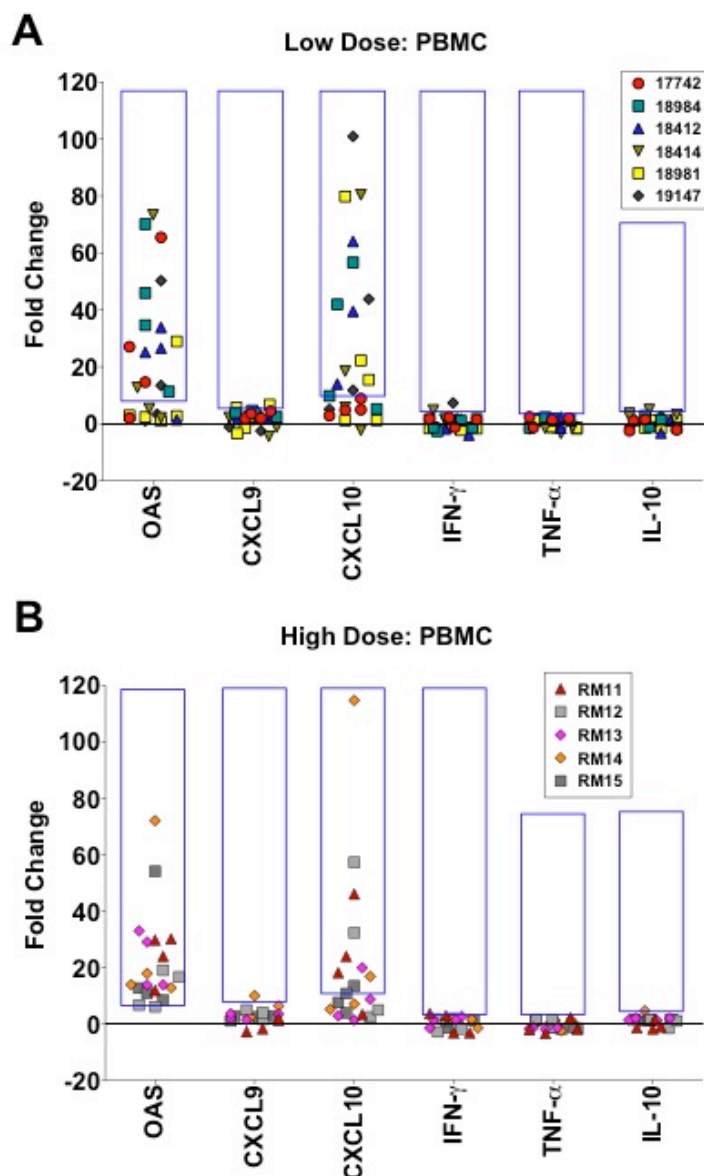 A
Low Dose: PBMC
120
100
80
60
40
20
0
-20
Fold Change
17742
18984
18412
18414
18981
19147
OAS
CXCL9
CXCL10
IFN-γ
TNF-α
IL-10
B
High Dose: PBMC
120
100
80
60
40
20
0
-20
Fold Change
RM11
RM12
RM13
RM14
RM15
OAS
CXCL9
CXCL10
IFN-γ
TNF-α
IL-10